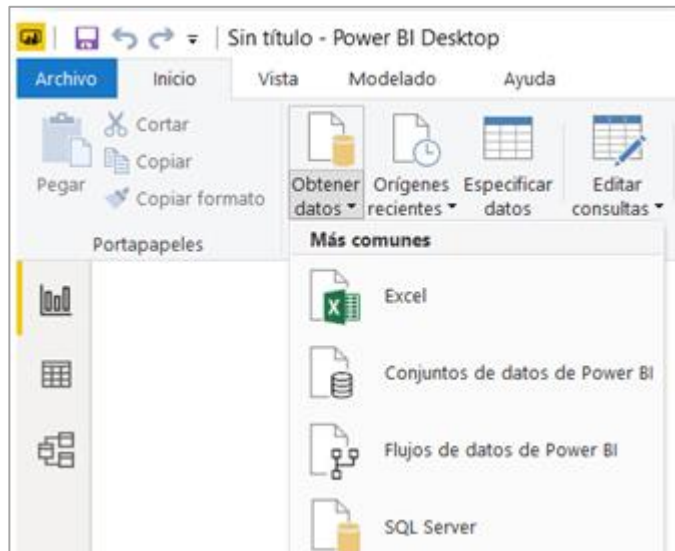 Sin título - Power BI Desktop
Archivo Inicio Vista Modelado Ayuda
Pegar
Cortar
Copiar
Copiar formato
Portapapeles
Obtener datos
Orígenes recientes
Especificar datos
Editar consultas
Más comunes
Excel
Conjuntos de datos de Power BI
Flujos de datos de Power BI
SQL Server